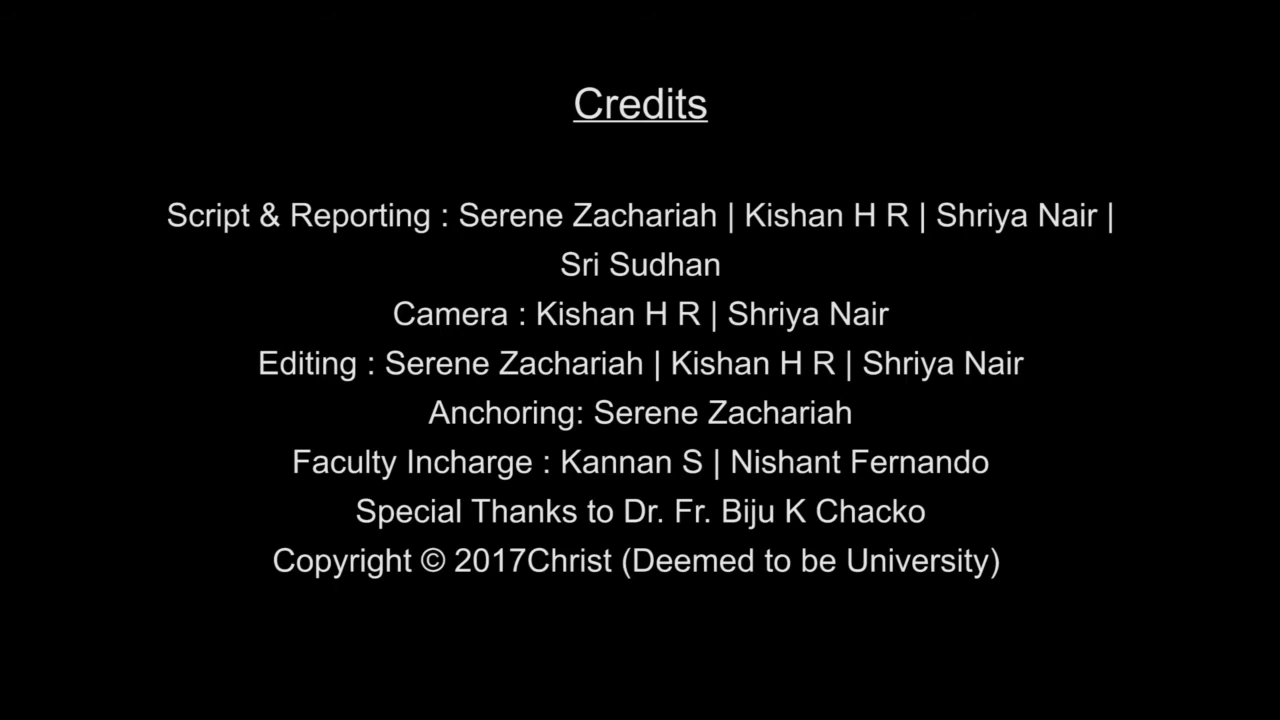 Credits
Script & Reporting : Serene Zachariah | Kishan H R | Shriya Nair |
Sri Sudhan
Camera : Kishan H R | Shriya Nair
Editing : Serene Zachariah | Kishan H R | Shriya Nair
Anchoring: Serene Zachariah
Faculty Incharge : Kannan S | Nishant Fernando
Special Thanks to Dr. Fr. Biju K Chacko
Copyright © 2017Christ (Deemed to be University)